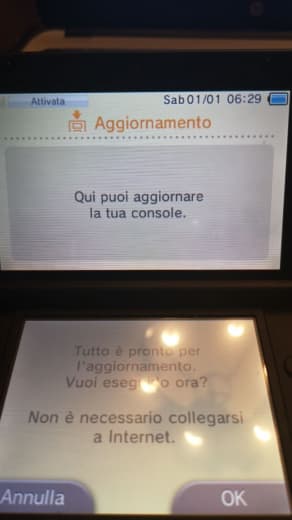 Attivata
Sab 01/01 06:29
Aggiornamento
Qui puoi aggiornare
la tua console.
Tutto è pronto per
l'aggiornamento.
Vuoi eseguirlo ora?
Non è necessario collegarsi
a Internet.
Annulla
OK